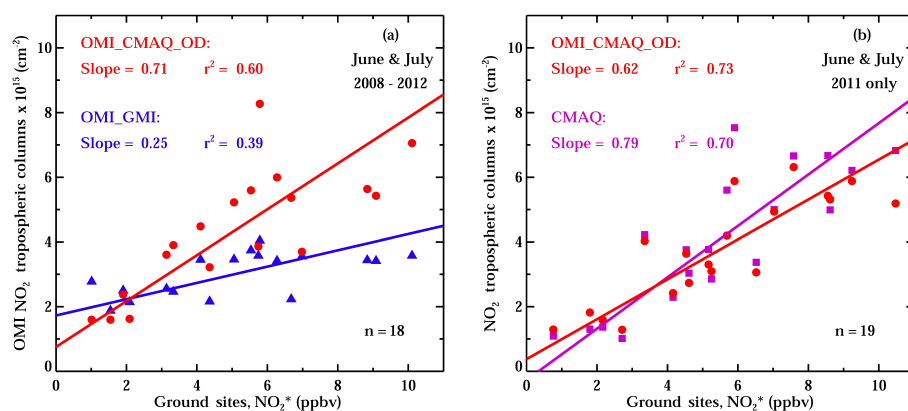 (a)
OMI_CMAQ_OD:
Slope = 0.71 r² = 0.60
June & July
2008 - 2012
OMI_GMI:
Slope = 0.25 r² = 0.39
n = 18
OMI NO₂ tropospheric columns x 10¹⁵ (cm⁻²)
10
8
6
4
2
0
0 2 4 6 8 10
Ground sites, NO₂* (ppbv)
(b)
OMI_CMAQ_OD:
Slope = 0.62 r² = 0.73
June & July
2011 only
CMAQ:
Slope = 0.79 r² = 0.70
n = 19
NO₂ tropospheric columns x 10¹⁵ (cm⁻²)
10
8
6
4
2
0
0 2 4 6 8 10
Ground sites, NO₂* (ppbv)